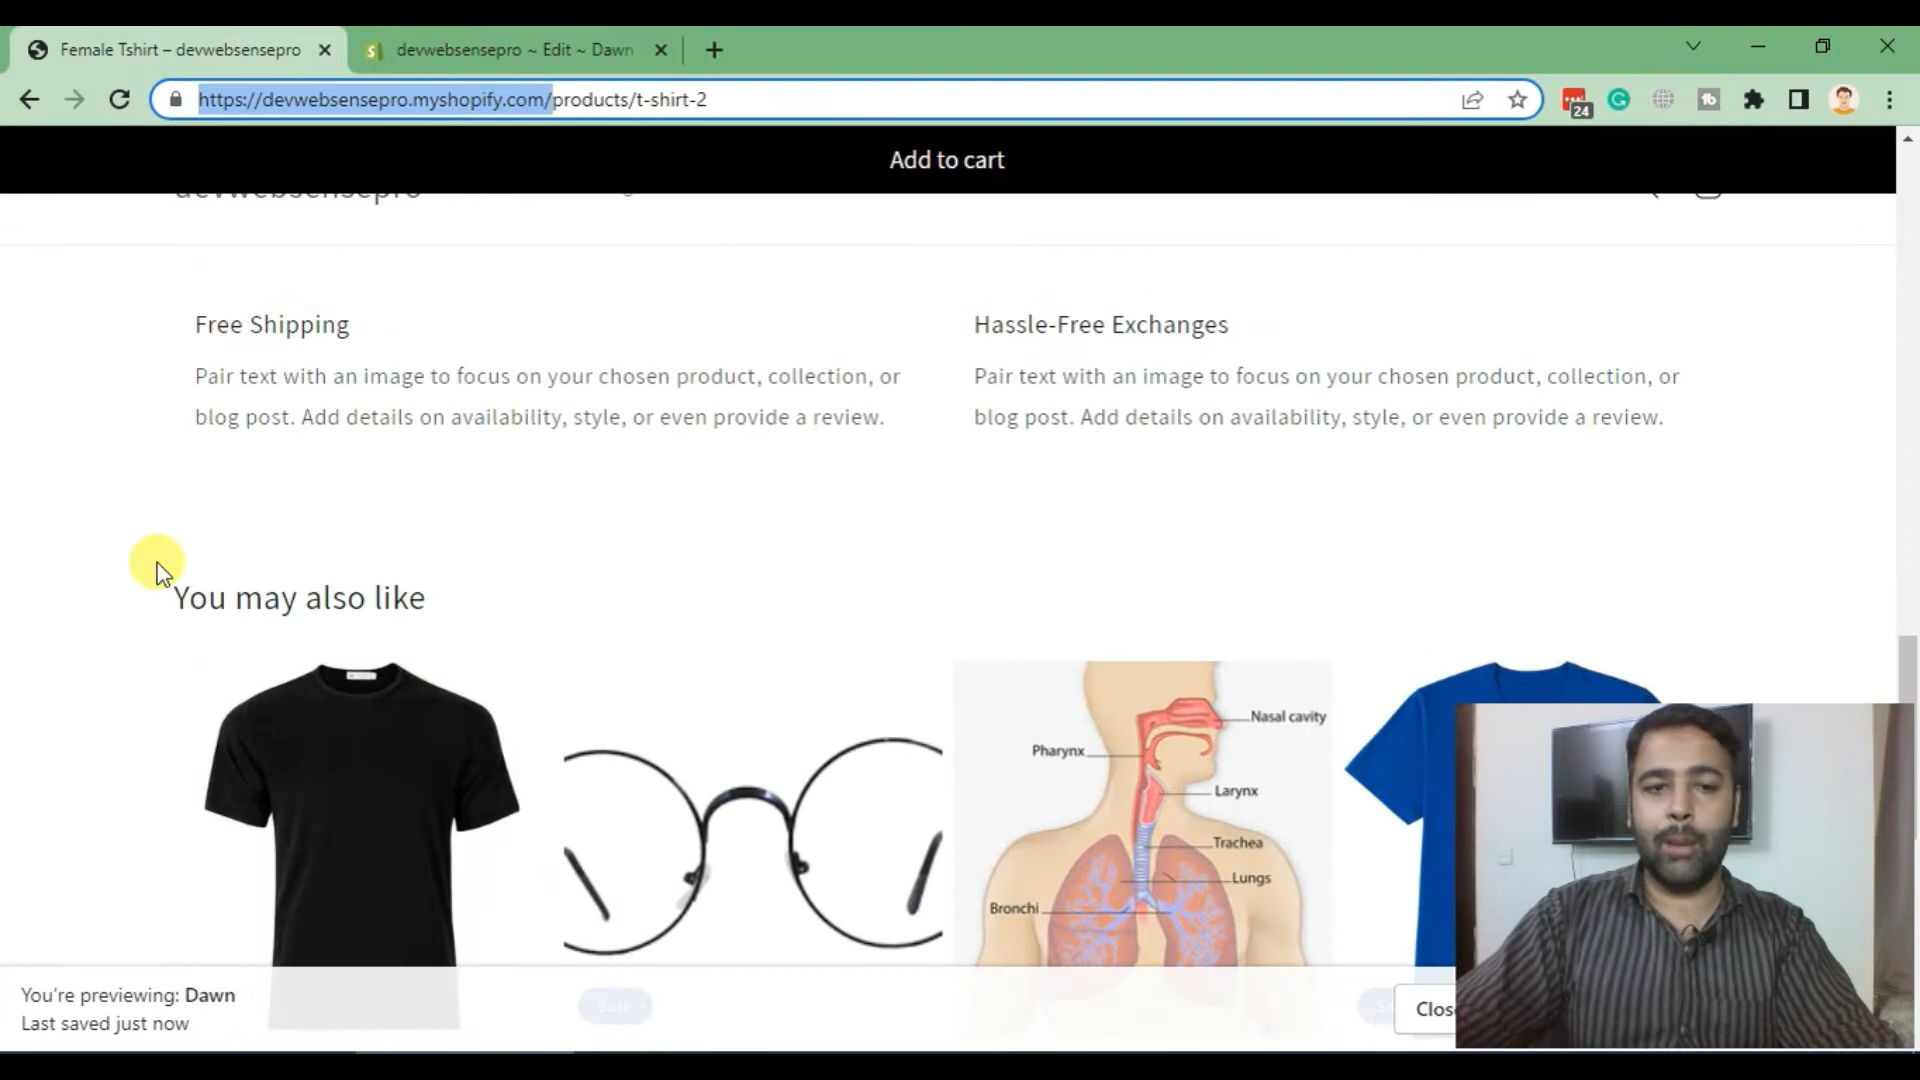 Female Tshirt – devwebsensepro
devwebsensepro ~ Edit ~ Dawn
https://devwebsensepro.myshopify.com/products/t-shirt-2
24
Add to cart
devwebsensepro
Free Shipping
Hassle-Free Exchanges
Pair text with an image to focus on your chosen product, collection, or
blog post. Add details on availability, style, or even provide a review.
Pair text with an image to focus on your chosen product, collection, or
blog post. Add details on availability, style, or even provide a review.
You may also like
Nasal cavity
Pharynx
Larynx
Trachea
Lungs
Bronchi
Sale
You're previewing: Dawn
Last saved just now